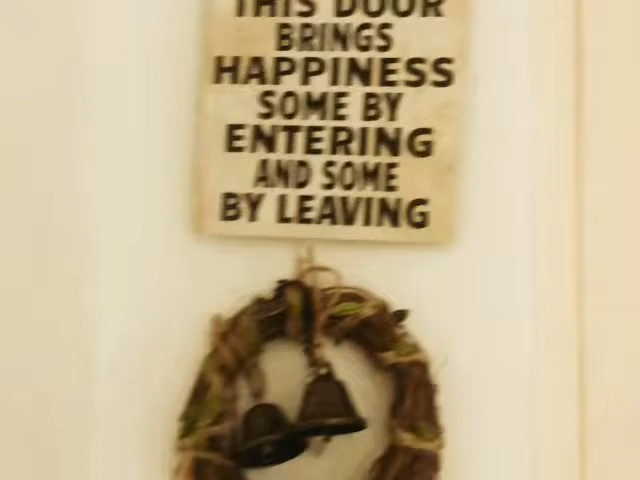 THIS DOOR
BRINGS
HAPPINESS
SOME BY
ENTERING
AND SOME
BY LEAVING